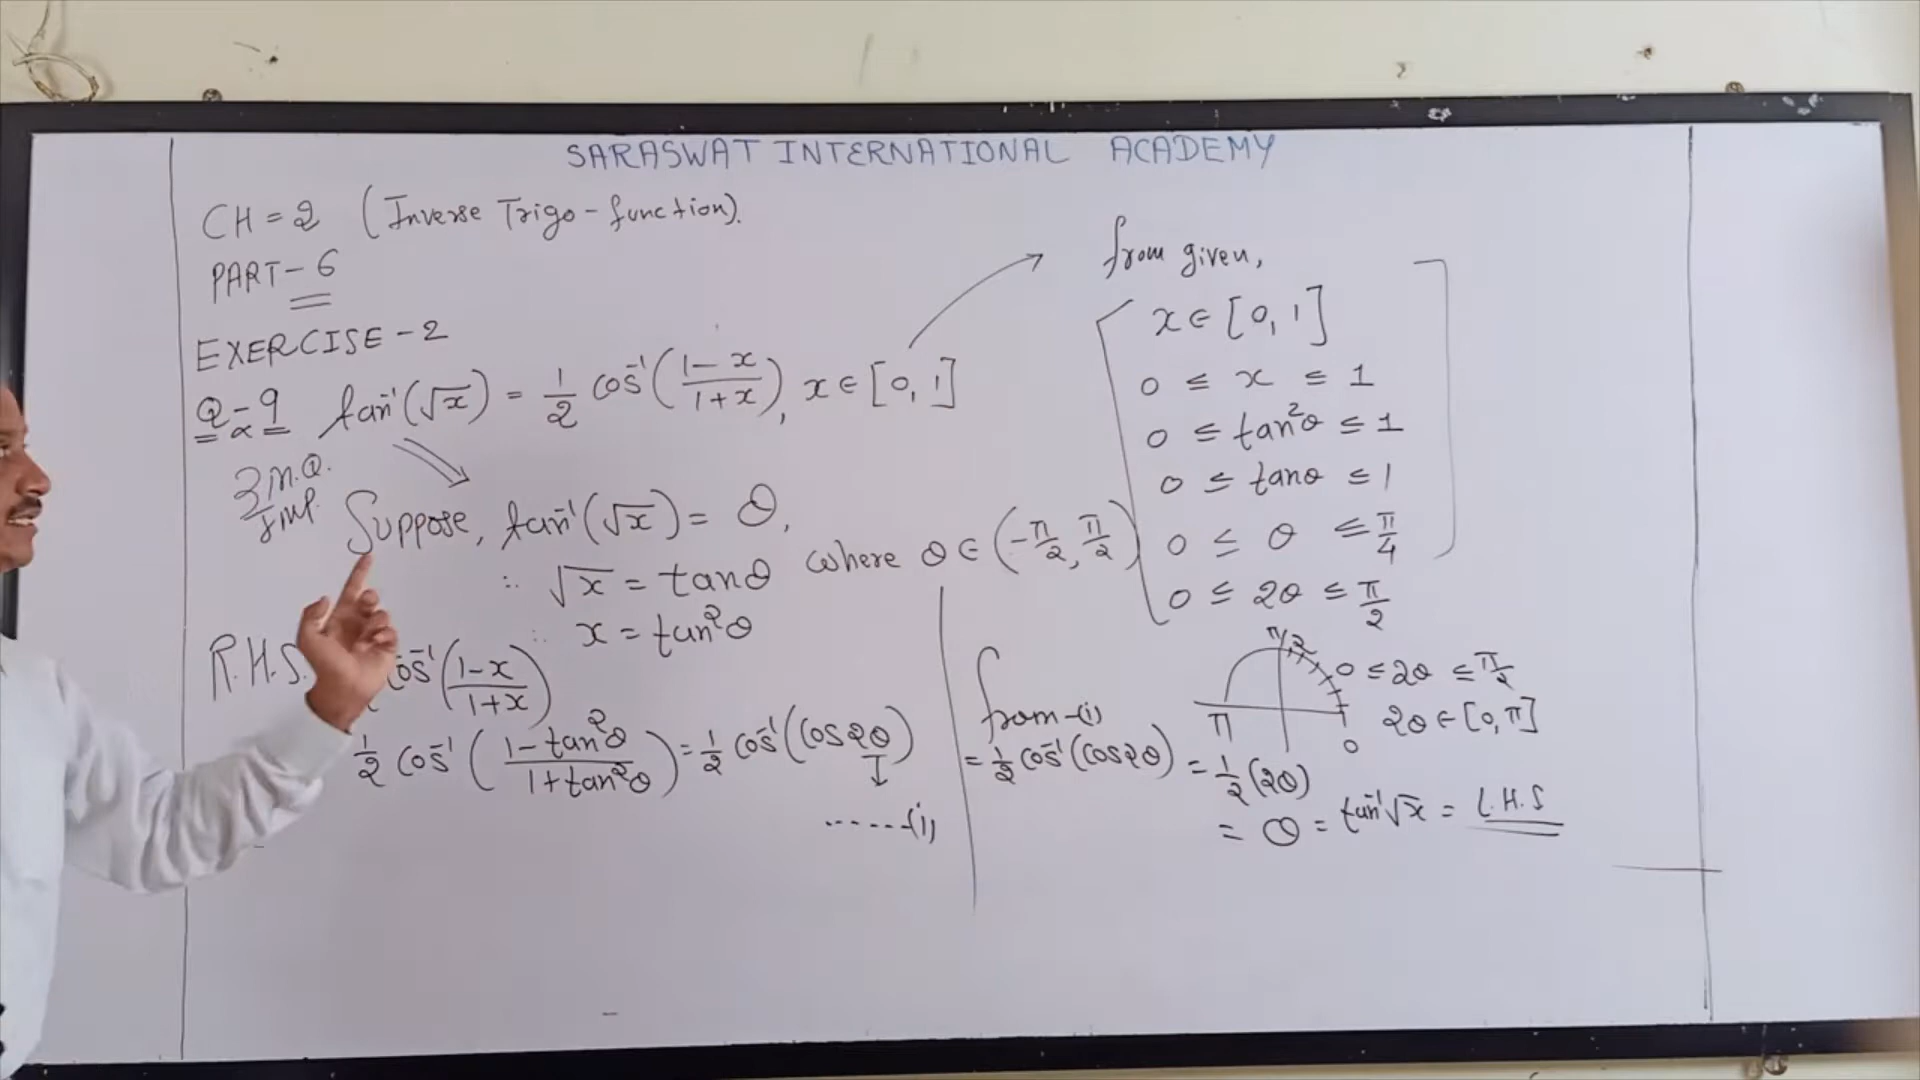 SARASWAT INTERNATIONAL ACADEMY
CH = 2 (Inverse Trigo-function).
PART-6
EXERCISE-2
Q-9 tan⁻¹(√x) = 1/2 cos⁻¹((1-x)/(1+x)), x ∈ [0, 1]
3 M.Q.
Imp.
Suppose, tan⁻¹(√x) = θ,
where θ ∈ (-π/2, π/2)
∴ √x = tanθ
∴ x = tan²θ
R.H.S. cos⁻¹((1-x)/(1+x))
1/2 cos⁻¹((1-tan²θ)/(1+tan²θ)) = 1/2 cos⁻¹(cos2θ)
......(i)
from given,
x ∈ [0, 1]
0 ≤ x ≤ 1
0 ≤ tan²θ ≤ 1
0 ≤ tanθ ≤ 1
0 ≤ θ ≤ π/4
0 ≤ 2θ ≤ π/2
π/2
0 ≤ 2θ ≤ π/2
π
0
2θ ∈ [0, π]
from-(i)
= 1/2 cos⁻¹(cos2θ) = 1/2(2θ)
= θ = tan⁻¹√x = L.H.S